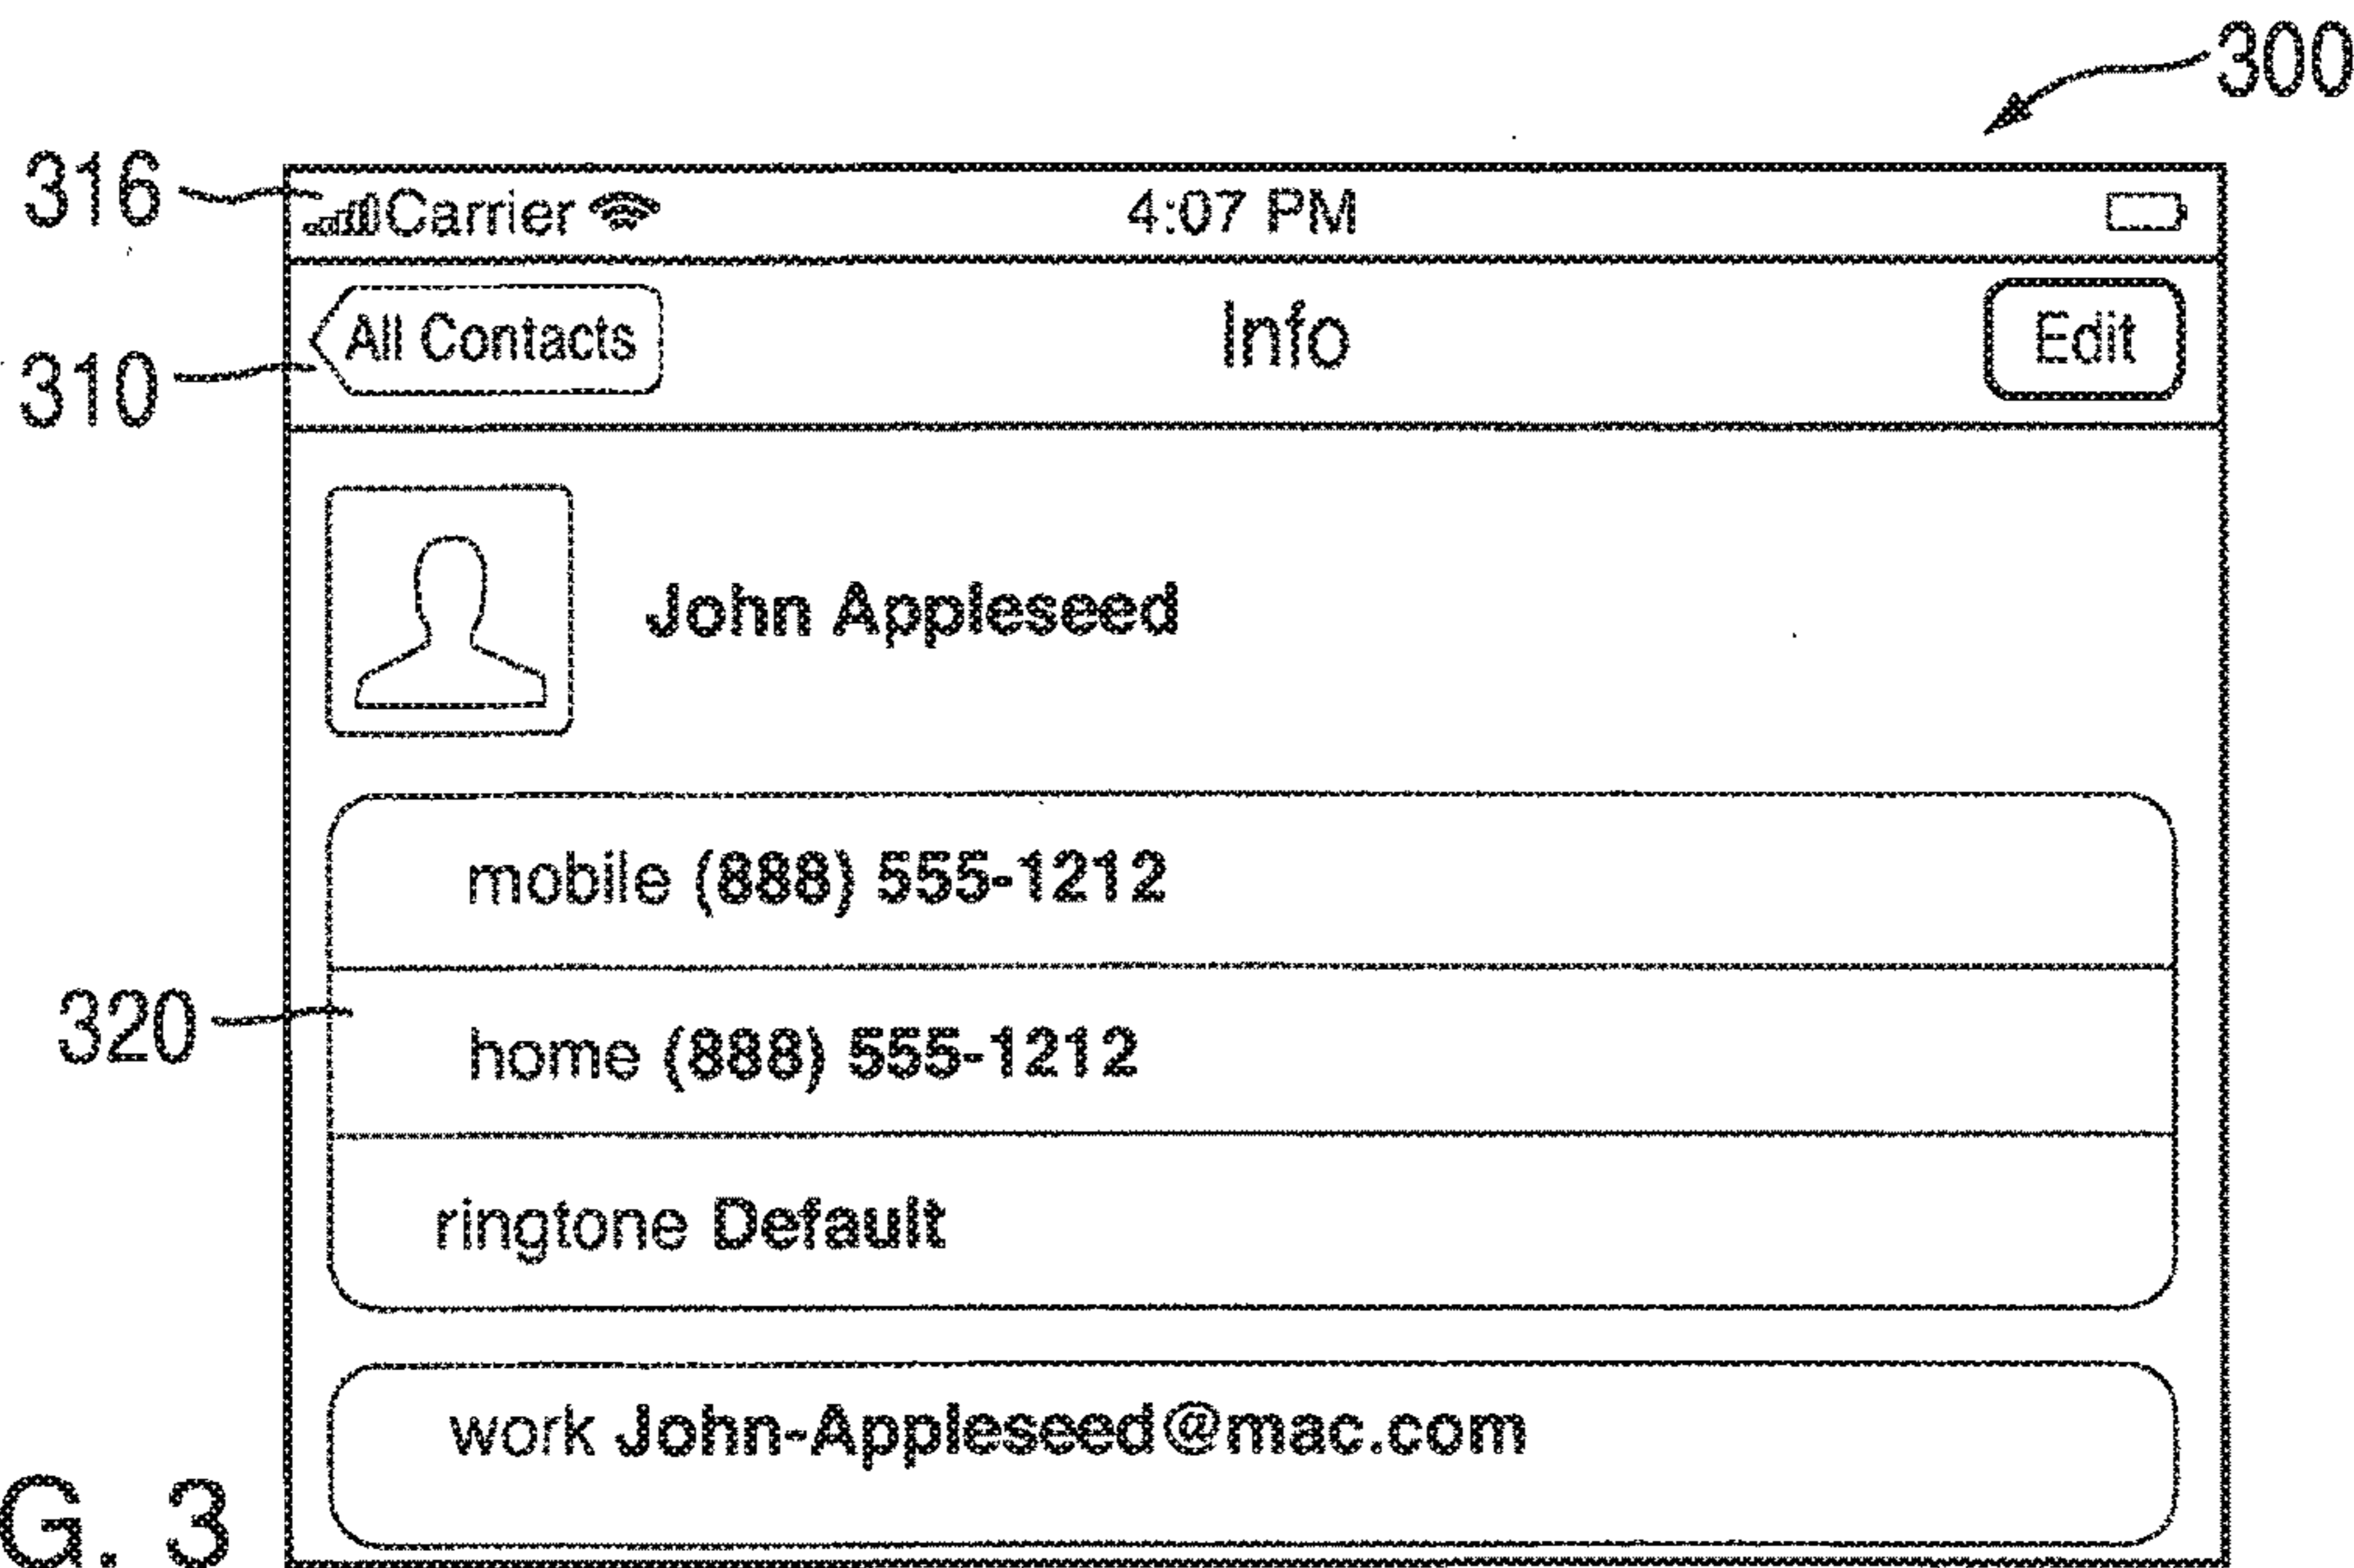 300
316 Carrier 4:07 PM
310 All Contacts Info Edit
John Appleseed
mobile (888) 555-1212
320 home (888) 555-1212
ringtone Default
work John-Appleseed@mac.com
G. 3